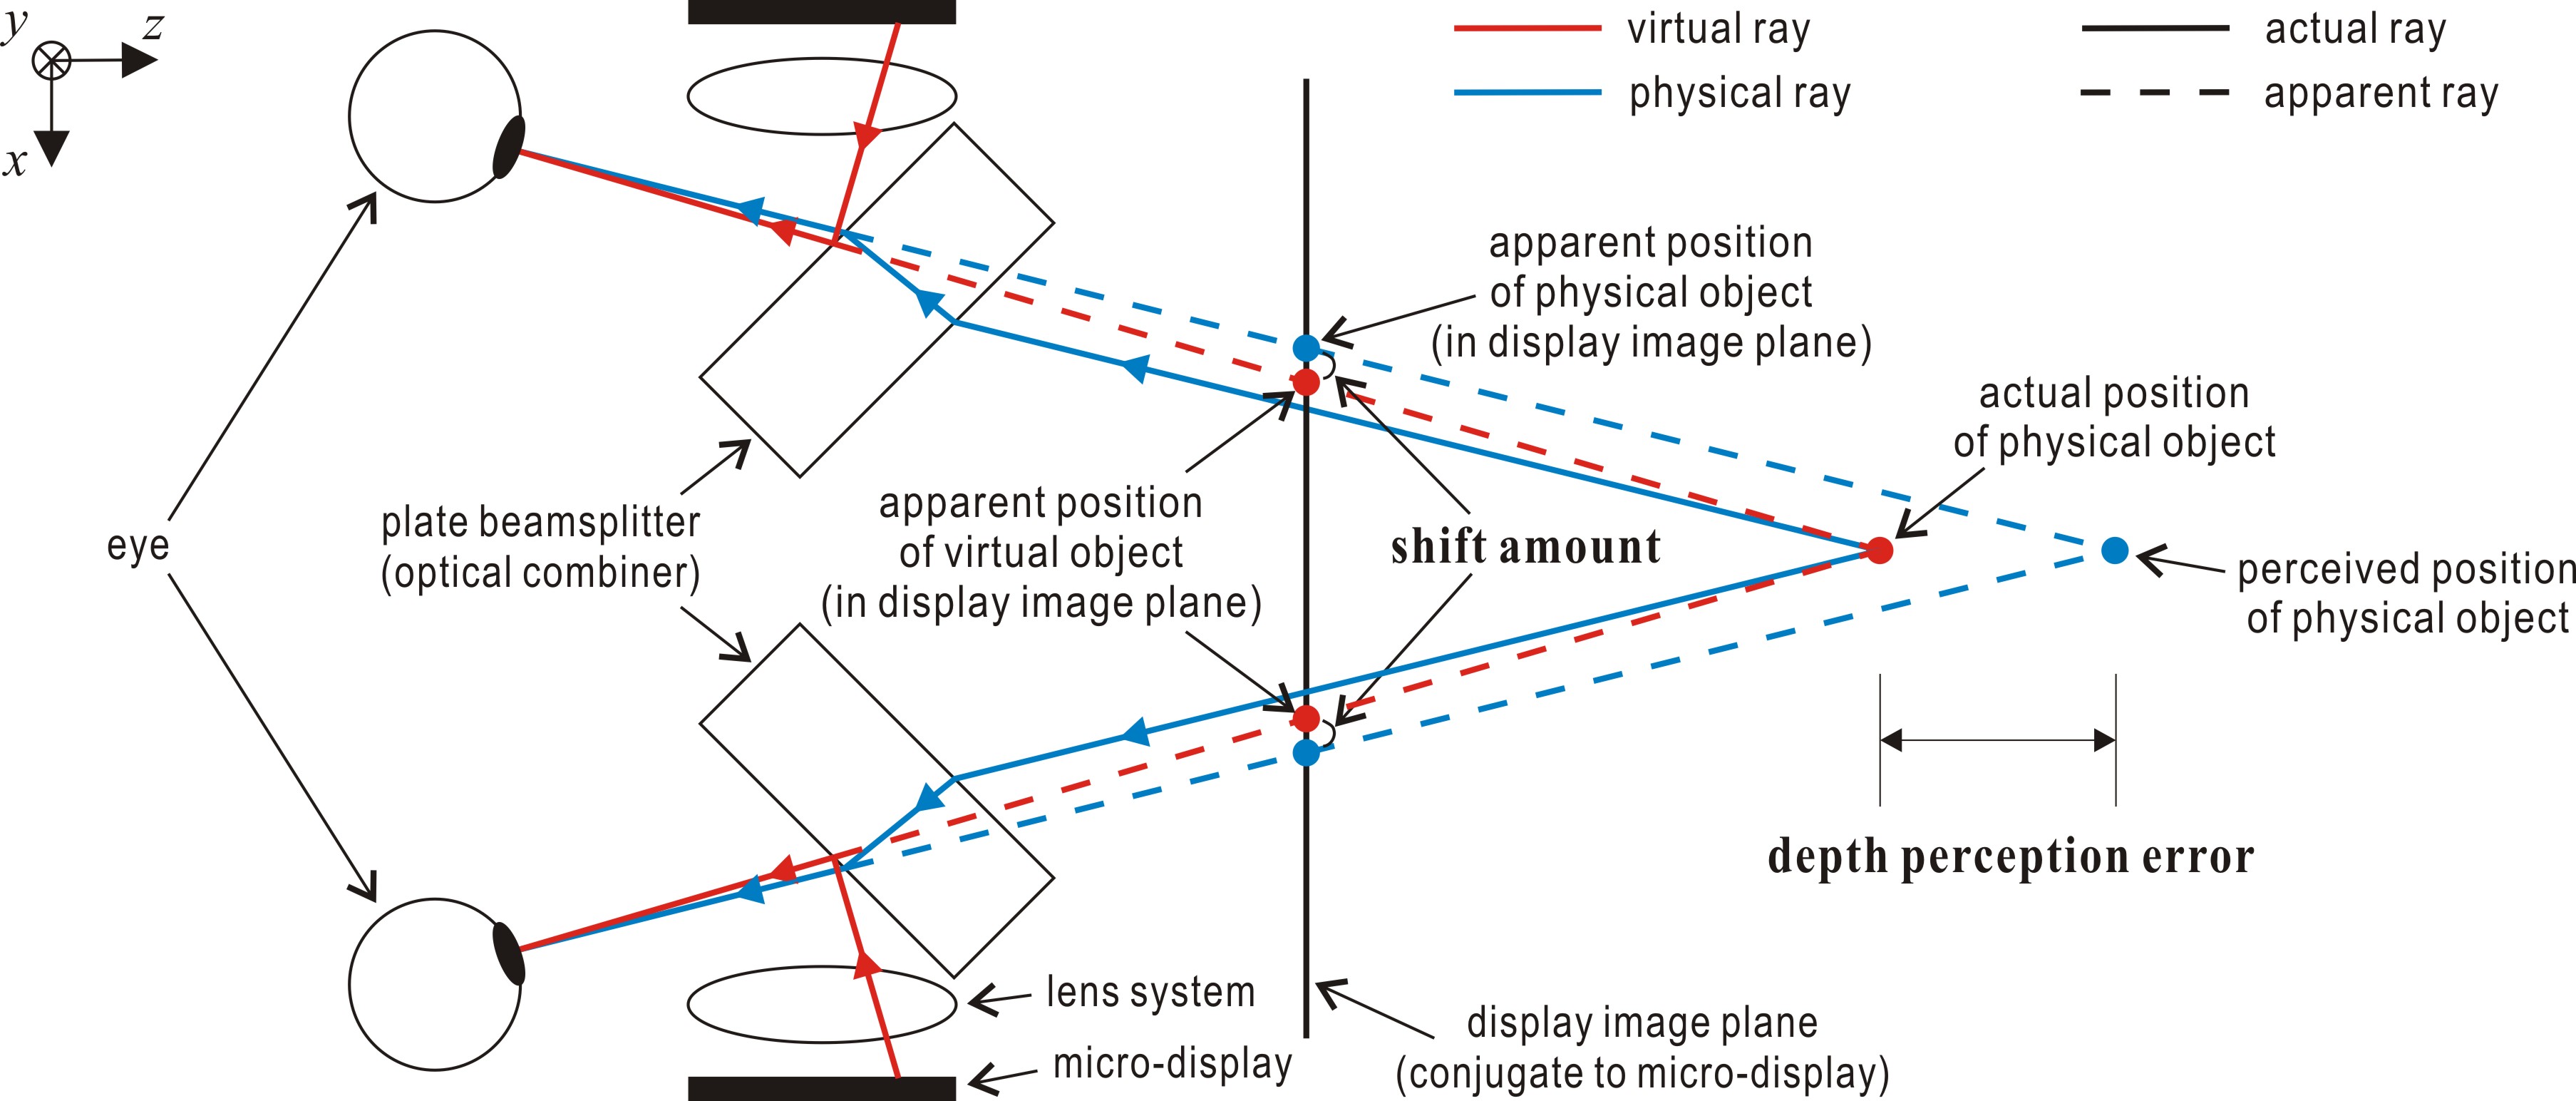 y
z
x
virtual ray
actual ray
physical ray
apparent ray
apparent position
of physical object
(in display image plane)
actual position
of physical object
plate beamsplitter
(optical combiner)
eye
apparent position
of virtual object
(in display image plane)
shift amount
perceived position
of physical object
depth perception error
lens system
micro-display
display image plane
(conjugate to micro-display)